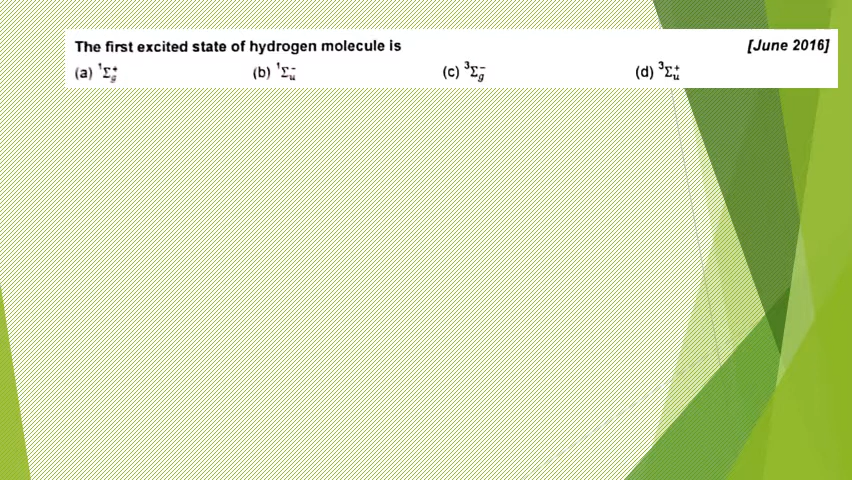 The first excited state of hydrogen molecule is [June 2016]
(a) ¹Σg⁺ (b) ¹Σu⁻ (c) ³Σg⁻ (d) ³Σu⁺